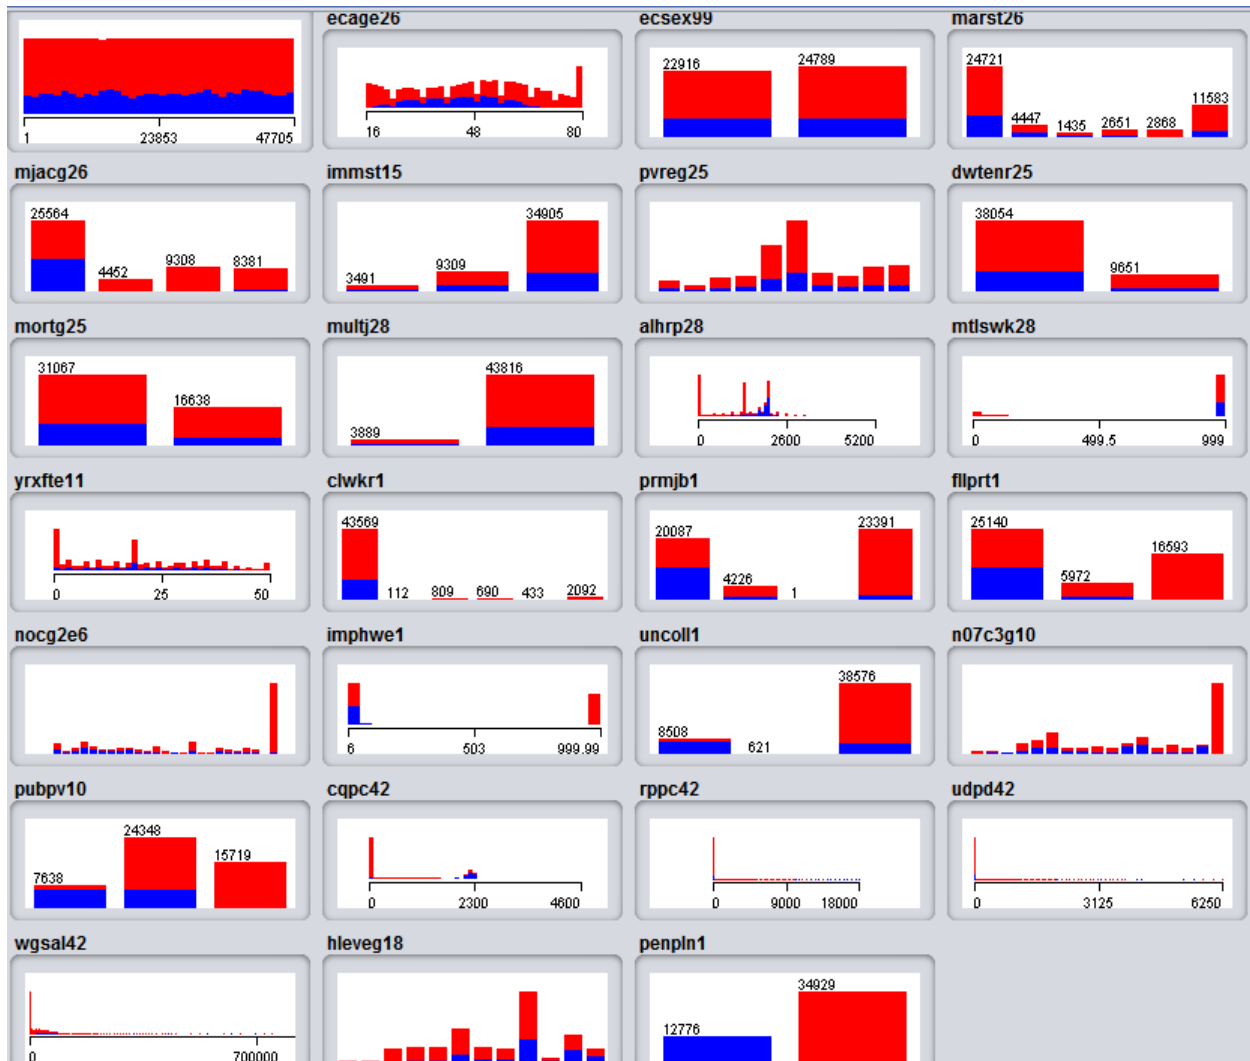 ecage26
ecsex99
marst26
22916
24789
24721
4447
1435
2651
2868
11583
1
23853
47705
16
48
80
mjacg26
immst15
pvreg25
dwtenr25
25564
4452
9308
8381
3491
9309
34905
38054
9651
mortg25
multj28
alhrp28
mtlswk28
31067
16638
3889
43816
0
2600
5200
0
499.5
999
yrxfte11
clwkr1
prmjb1
fllprt1
0
25
50
43569
112
809
690
433
2092
20087
4226
1
23391
25140
5972
16593
nocg2e6
imphwe1
uncoll1
n07c3g10
6
503
999.99
8508
621
38576
pubpv10
cqpc42
rppc42
udpd42
7638
24348
15719
0
2300
4600
0
9000
18000
0
3125
6250
wgsal42
hleveg18
penpln1
0
700000
12776
34929